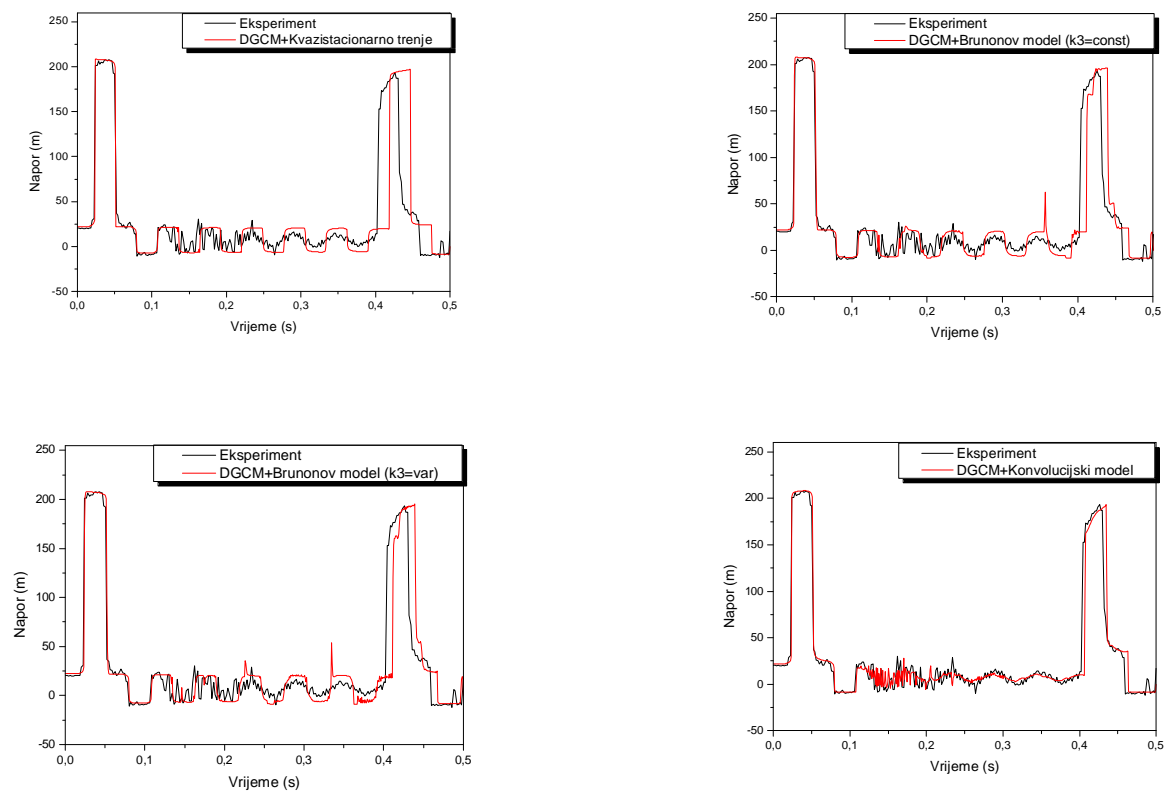 Eksperiment
DGCM+Kvazistacionarno trenje
250
200
150
100
50
0
-50
Napor (m)
0,0 0,1 0,2 0,3 0,4 0,5
Vrijeme (s)
Eksperiment
DGCM+Brunonov model (k3=const)
250
200
150
100
50
0
-50
Napor (m)
0,0 0,1 0,2 0,3 0,4 0,5
Vrijeme (s)
Eksperiment
DGCM+Brunonov model (k3=var)
250
200
150
100
50
0
-50
Napor (m)
0,0 0,1 0,2 0,3 0,4 0,5
Vrijeme (s)
Eksperiment
DGCM+Konvolucijski model
250
200
150
100
50
0
-50
Napor (m)
0,0 0,1 0,2 0,3 0,4 0,5
Vrijeme (s)